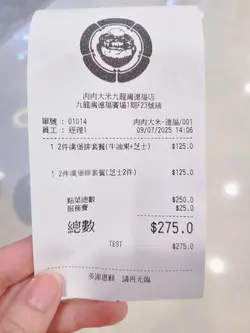 肉肉大米九龍灣德福店
九龍灣德福廣場1期F23號鋪
單號 : 01014 肉肉大米-德福/001
員工 : 經理1 09/07/2025 14:06
1 2件漢堡排套餐(牛油果+芝士) $125.0
1 2件漢堡排套餐(芝士2件) $125.0
點菜總數 $250.0
服務費 $25.0
總數 $275.0
TEST $275.0
多謝惠顧 請再光臨